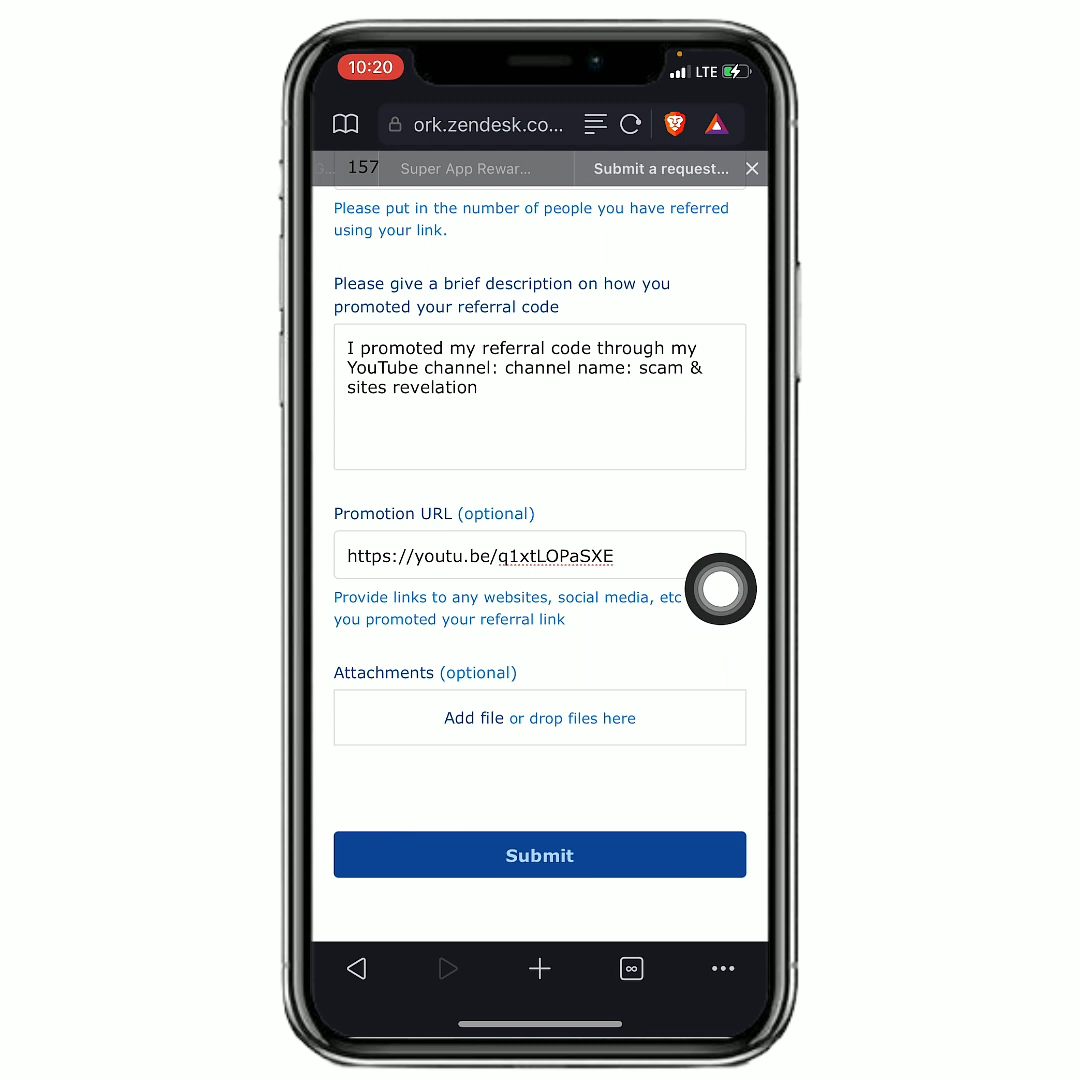 10:20
LTE
ork.zendesk.co...
157
Super App Rewar...
Submit a request...
Please put in the number of people you have referred
using your link.
Please give a brief description on how you
promoted your referral code
I promoted my referral code through my
YouTube channel: channel name: scam &
sites revelation
Promotion URL (optional)
https://youtu.be/q1xtLOPaSXE
Provide links to any websites, social media, etc
you promoted your referral link
Attachments (optional)
Add file or drop files here
Submit